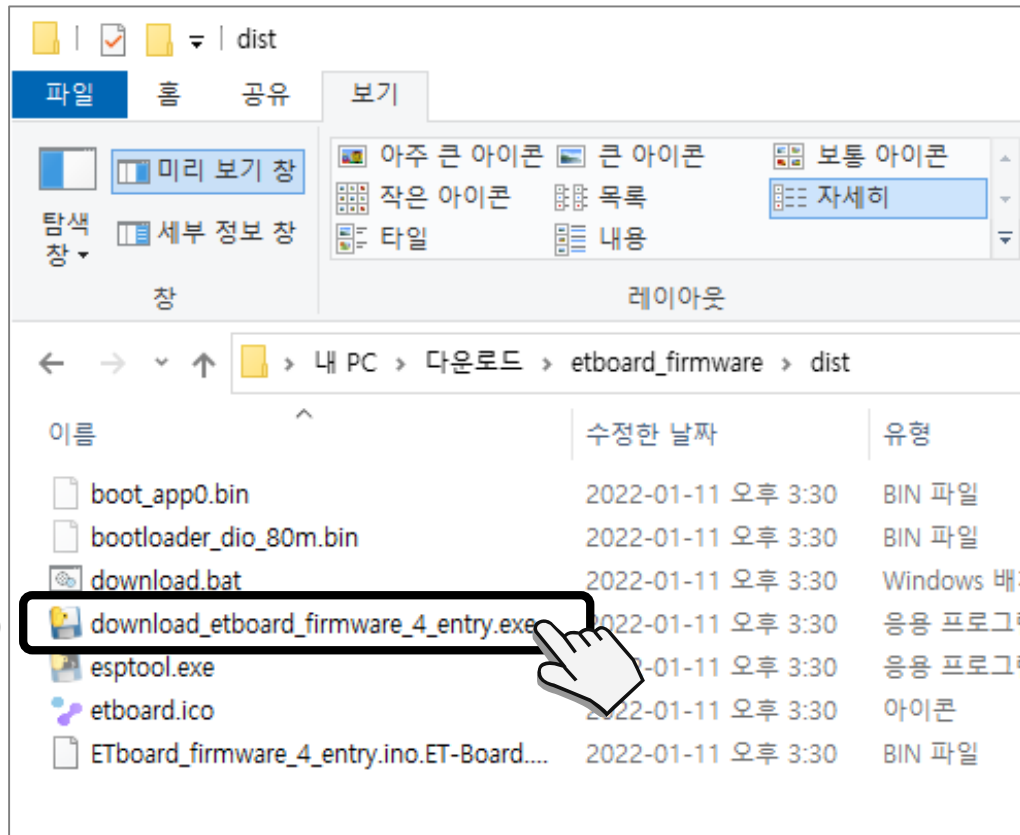 dist
파일 홈 공유 보기
미리 보기 창 아주 큰 아이콘 큰 아이콘 보통 아이콘
작은 아이콘 목록 자세히
탐색 창 세부 정보 창 타일 내용
창 레이아웃
내 PC > 다운로드 > etboard_firmware > dist
이름 수정한 날짜 유형
boot_app0.bin 2022-01-11 오후 3:30 BIN 파일
bootloader_dio_80m.bin 2022-01-11 오후 3:30 BIN 파일
download.bat 2022-01-11 오후 3:30 Windows
download_etboard_firmware_4_entry.exe 2022-01-11 오후 3:30 응용
esptool.exe 오후 3:30 응용
etboard.ico 2022-01-11 오후 3:30 아이콘
ETboard_firmware_4_entry.ino.ET-Board.... 2022-01-11 오후 3:30 BIN 파일